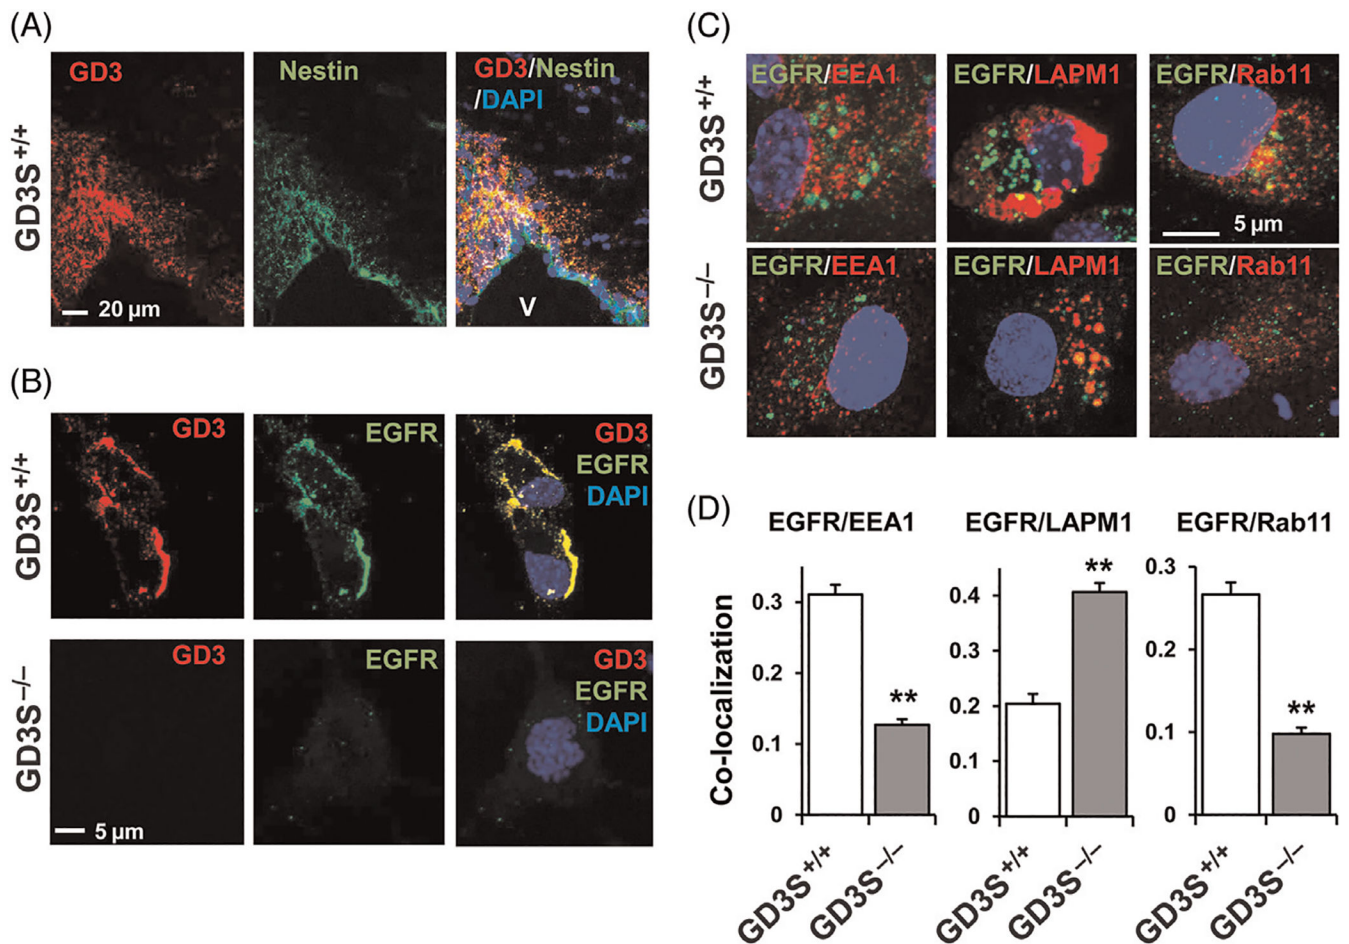 (A)
GD3
Nestin
GD3/Nestin
/DAPI
GD3S+/+
20 µm
V
(B)
GD3
EGFR
GD3
EGFR
DAPI
GD3S+/+
GD3
EGFR
GD3
EGFR
DAPI
GD3S−/−
5 µm
(C)
EGFR/EEA1
EGFR/LAPM1
EGFR/Rab11
GD3S+/+
5 µm
EGFR/EEA1
EGFR/LAPM1
EGFR/Rab11
GD3S−/−
(D)
EGFR/EEA1
EGFR/LAPM1
EGFR/Rab11
Co-localization
0.3
0.2
0.1
0
**
GD3S+/+
GD3S−/−
0.4
0.3
0.2
0.1
0
**
GD3S+/+
GD3S−/−
0.3
0.2
0.1
0
**
GD3S+/+
GD3S−/−